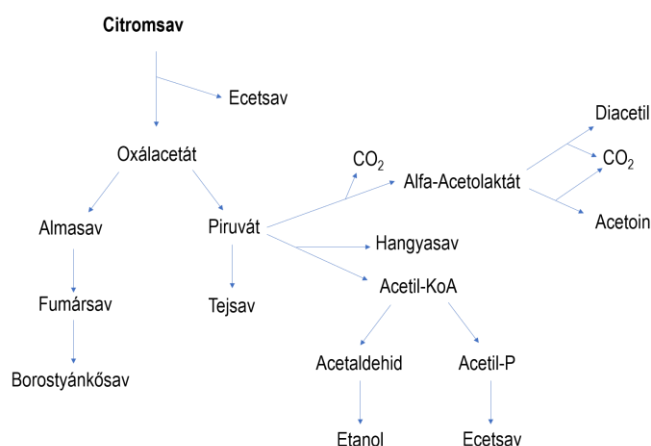 Citromsav
Ecetsav
Diacetil
Oxálacetát
CO2
Alfa-Acetolaktát
CO2
Almasav
Piruvát
Acetoin
Hangyasav
Acetil-KoA
Fumársav
Tejsav
Borostyánkősav
Acetaldehid
Acetil-P
Etanol
Ecetsav